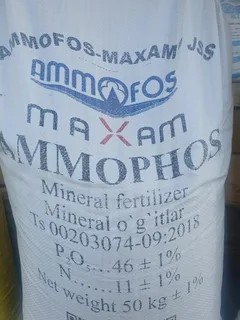 AMMOFOS-MAXAM JSS
AMMOFOS
MAXAM
AMMOPHOS
Mineral fertilizer
Mineral o`g`itlar
Ts 00203074-09:2018
P₂O₅...46 ± 1%
N......11 ± 1%
Net weight 50 kg ± 1%